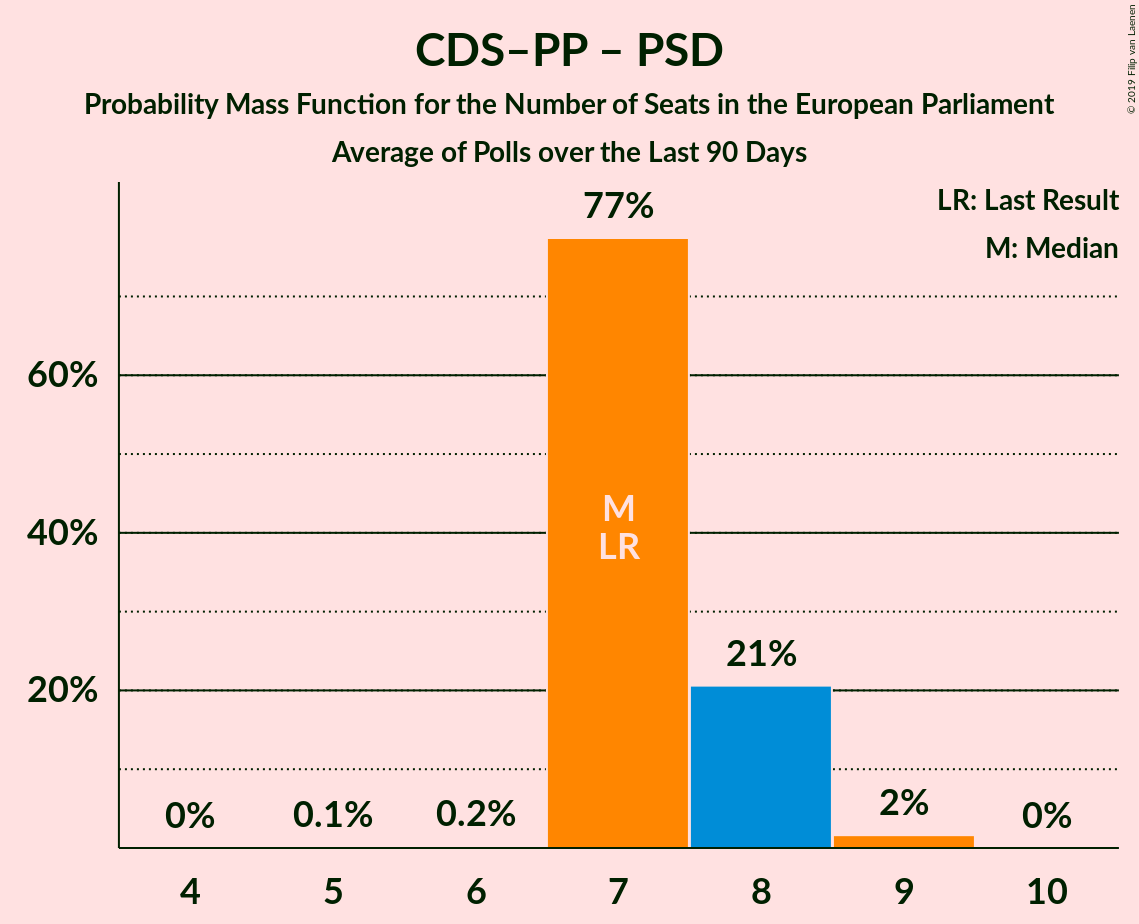 CDS–PP – PSD
Probability Mass Function for the Number of Seats in the European Parliament
Average of Polls over the Last 90 Days
© 2019 Filip van Laenen
LR: Last Result
M: Median
77%
60%
M
40%
LR
21%
20%
0% 0.1% 0.2% 2% 0%
4 5 6 7 8 9 10